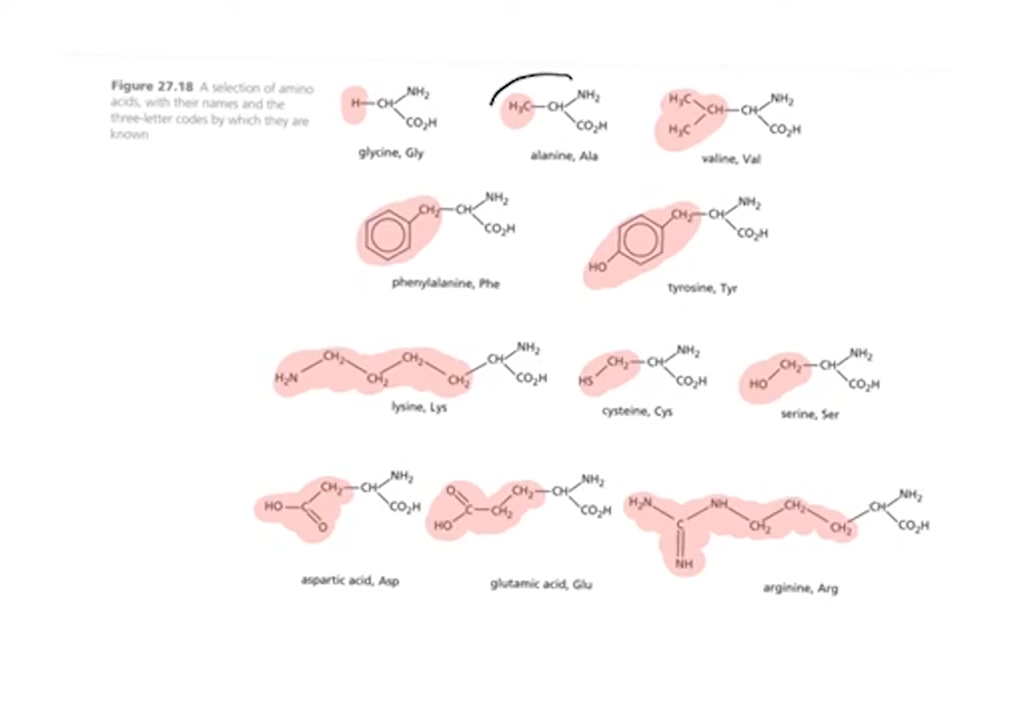 Figure 27.18 A selection of amino
acids, with their names and the
three-letter codes by which they are
known
H—CH
NH₂
CO₂H
glycine, Gly
H₃C—CH
NH₂
CO₂H
alanine, Ala
H₃C
H₃C
CH—CH
NH₂
CO₂H
valine, Val
CH₂—CH
NH₂
CO₂H
phenylalanine, Phe
HO
CH₂—CH
NH₂
CO₂H
tyrosine, Tyr
H₂N
CH₂
CH₂
CH₂
CH₂
CH
NH₂
CO₂H
lysine, Lys
HS
CH₂—CH
NH₂
CO₂H
cysteine, Cys
HO
CH₂—CH
NH₂
CO₂H
serine, Ser
HO—C
O
CH₂—CH
NH₂
CO₂H
aspartic acid, Asp
O
HO
C—CH₂
CH₂—CH
NH₂
CO₂H
glutamic acid, Glu
H₂N
C
NH
NH
CH₂
CH₂
CH₂
CH
NH₂
CO₂H
arginine, Arg